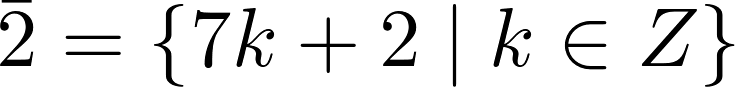 2̄ = {7k + 2 | k ∈ Z}